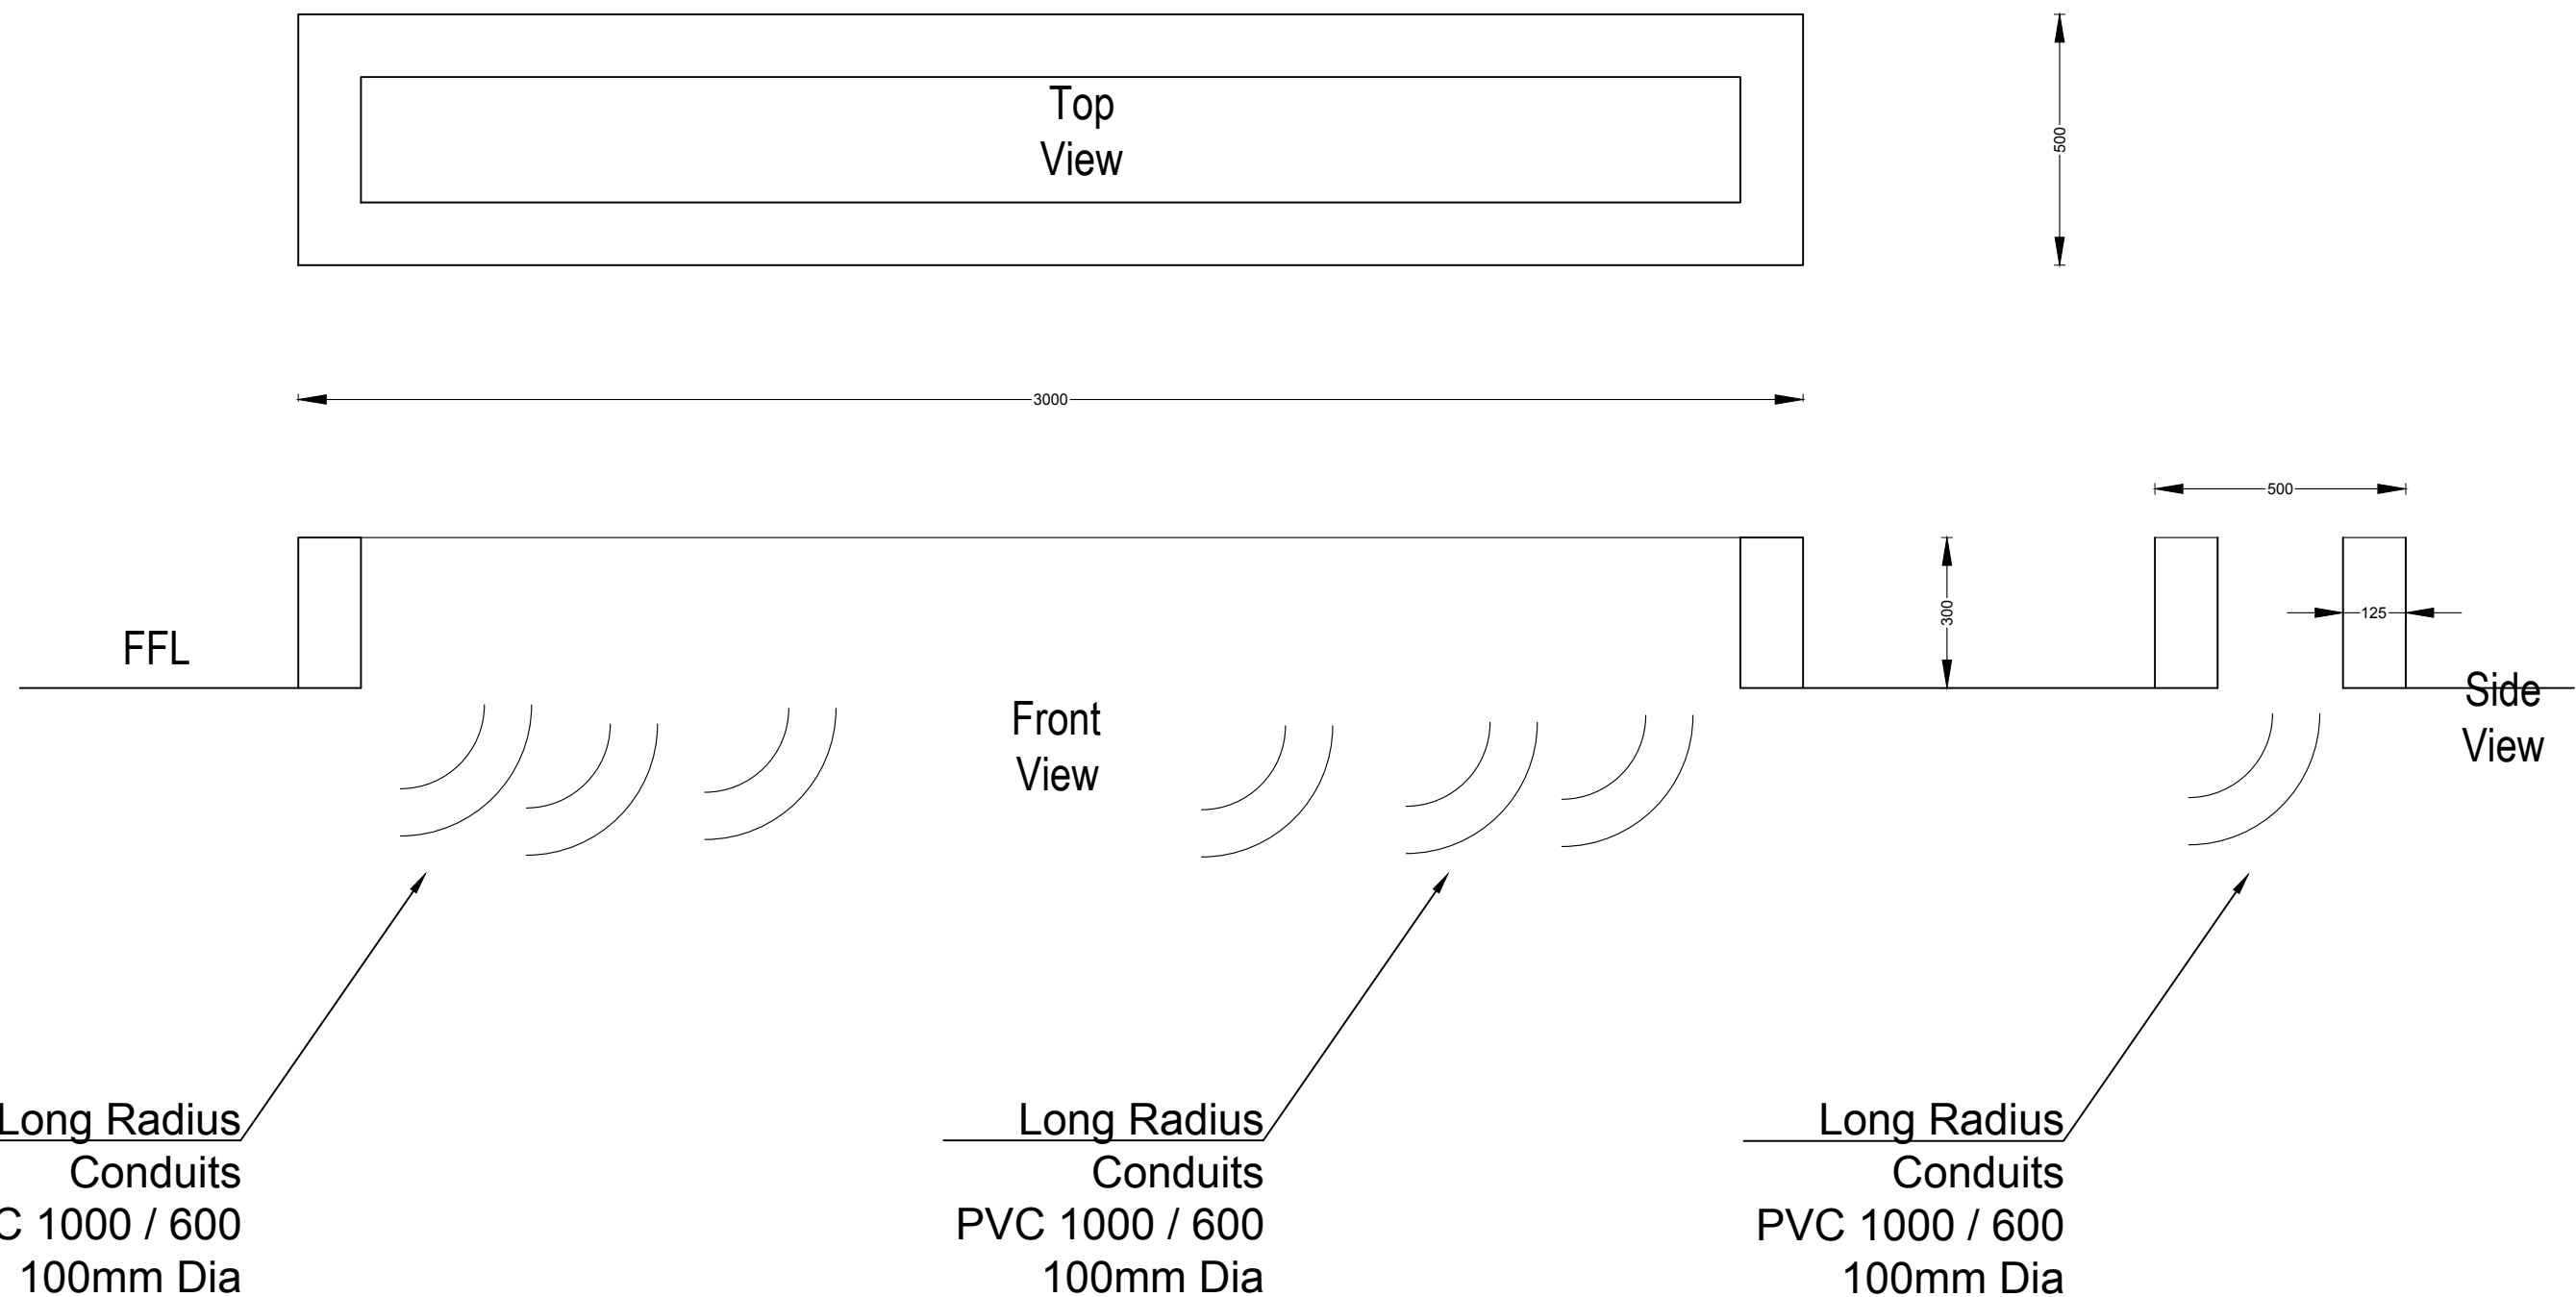 Top
View
500
3000
500
300
125
FFL
Side
View
Front
View
Long Radius
Conduits
C 1000 / 600
100mm Dia
Long Radius
Conduits
PVC 1000 / 600
100mm Dia
Long Radius
Conduits
PVC 1000 / 600
100mm Dia